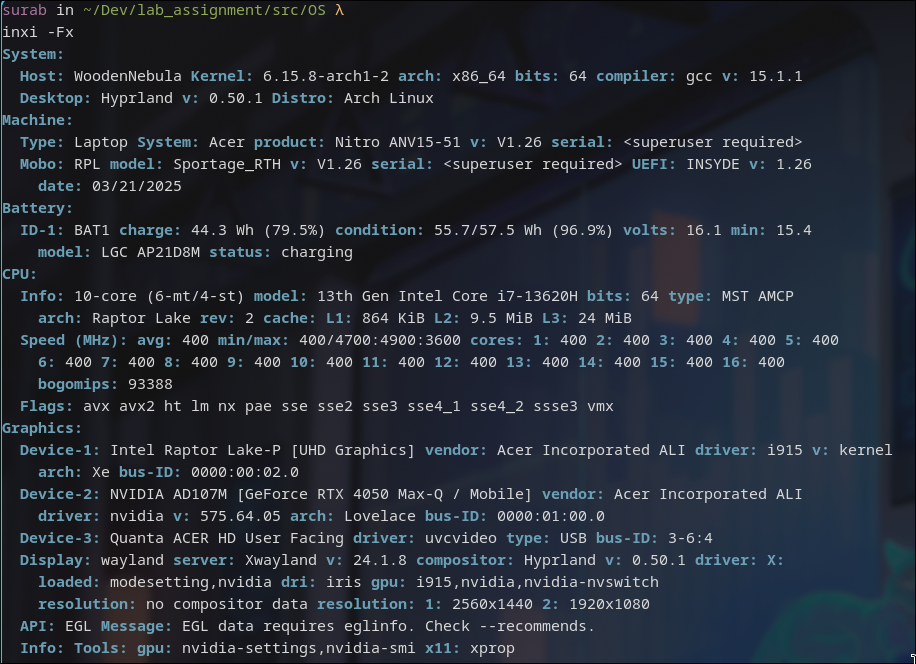 surab in ~/Dev/lab_assignment/src/OS λ
inxi -Fx
System:
Host: WoodenNebula Kernel: 6.15.8-arch1-2 arch: x86_64 bits: 64 compiler: gcc v: 15.1.1
Desktop: Hyprland v: 0.50.1 Distro: Arch Linux
Machine:
Type: Laptop System: Acer product: Nitro ANV15-51 v: V1.26 serial: <superuser required>
Mobo: RPL model: Sportage_RTH v: V1.26 serial: <superuser required> UEFI: INSYDE v: 1.26
date: 03/21/2025
Battery:
ID-1: BAT1 charge: 44.3 Wh (79.5%) condition: 55.7/57.5 Wh (96.9%) volts: 16.1 min: 15.4
model: LGC AP21D8M status: charging
CPU:
Info: 10-core (6-mt/4-st) model: 13th Gen Intel Core i7-13620H bits: 64 type: MST AMCP
arch: Raptor Lake rev: 2 cache: L1: 864 KiB L2: 9.5 MiB L3: 24 MiB
Speed (MHz): avg: 400 min/max: 400/4700:4900:3600 cores: 1: 400 2: 400 3: 400 4: 400 5: 400
6: 400 7: 400 8: 400 9: 400 10: 400 11: 400 12: 400 13: 400 14: 400 15: 400 16: 400
bogomips: 93388
Flags: avx avx2 ht lm nx pae sse sse2 sse3 sse4_1 sse4_2 ssse3 vmx
Graphics:
Device-1: Intel Raptor Lake-P [UHD Graphics] vendor: Acer Incorporated ALI driver: i915 v: kernel
arch: Xe bus-ID: 0000:00:02.0
Device-2: NVIDIA AD107M [GeForce RTX 4050 Max-Q / Mobile] vendor: Acer Incorporated ALI
driver: nvidia v: 575.64.05 arch: Lovelace bus-ID: 0000:01:00.0
Device-3: Quanta ACER HD User Facing driver: uvcvideo type: USB bus-ID: 3-6:4
Display: wayland server: Xwayland v: 24.1.8 compositor: Hyprland v: 0.50.1 driver: X:
loaded: modesetting,nvidia dri: iris gpu: i915,nvidia,nvidia-nvswitch
resolution: no compositor data resolution: 1: 2560x1440 2: 1920x1080
API: EGL Message: EGL data requires eglinfo. Check --recommends.
Info: Tools: gpu: nvidia-settings,nvidia-smi x11: xprop